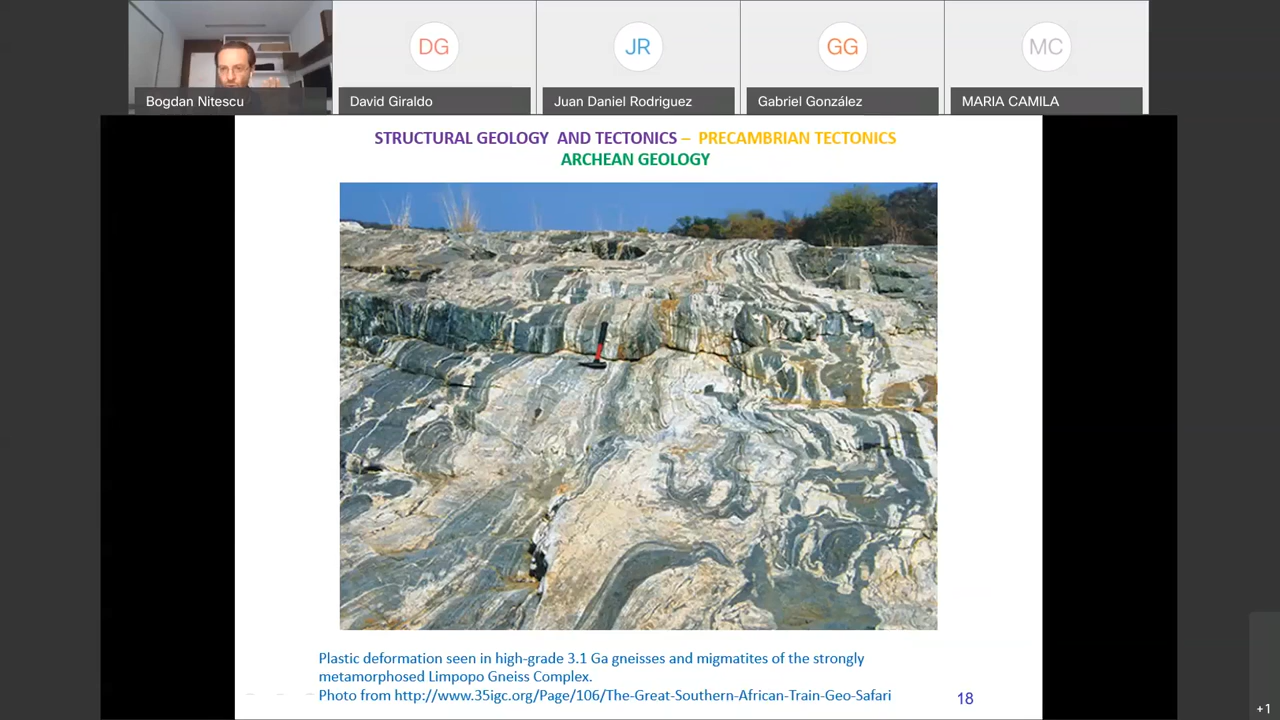 DG
JR
GG
MC
Bogdan Nitescu
David Giraldo
Juan Daniel Rodriguez
Gabriel González
MARIA CAMILA
STRUCTURAL GEOLOGY AND TECTONICS – PRECAMBRIAN TECTONICS
ARCHEAN GEOLOGY
Plastic deformation seen in high-grade 3.1 Ga gneisses and migmatites of the strongly
metamorphosed Limpopo Gneiss Complex.
Photo from http://www.35igc.org/Page/106/The-Great-Southern-African-Train-Geo-Safari
18
+1